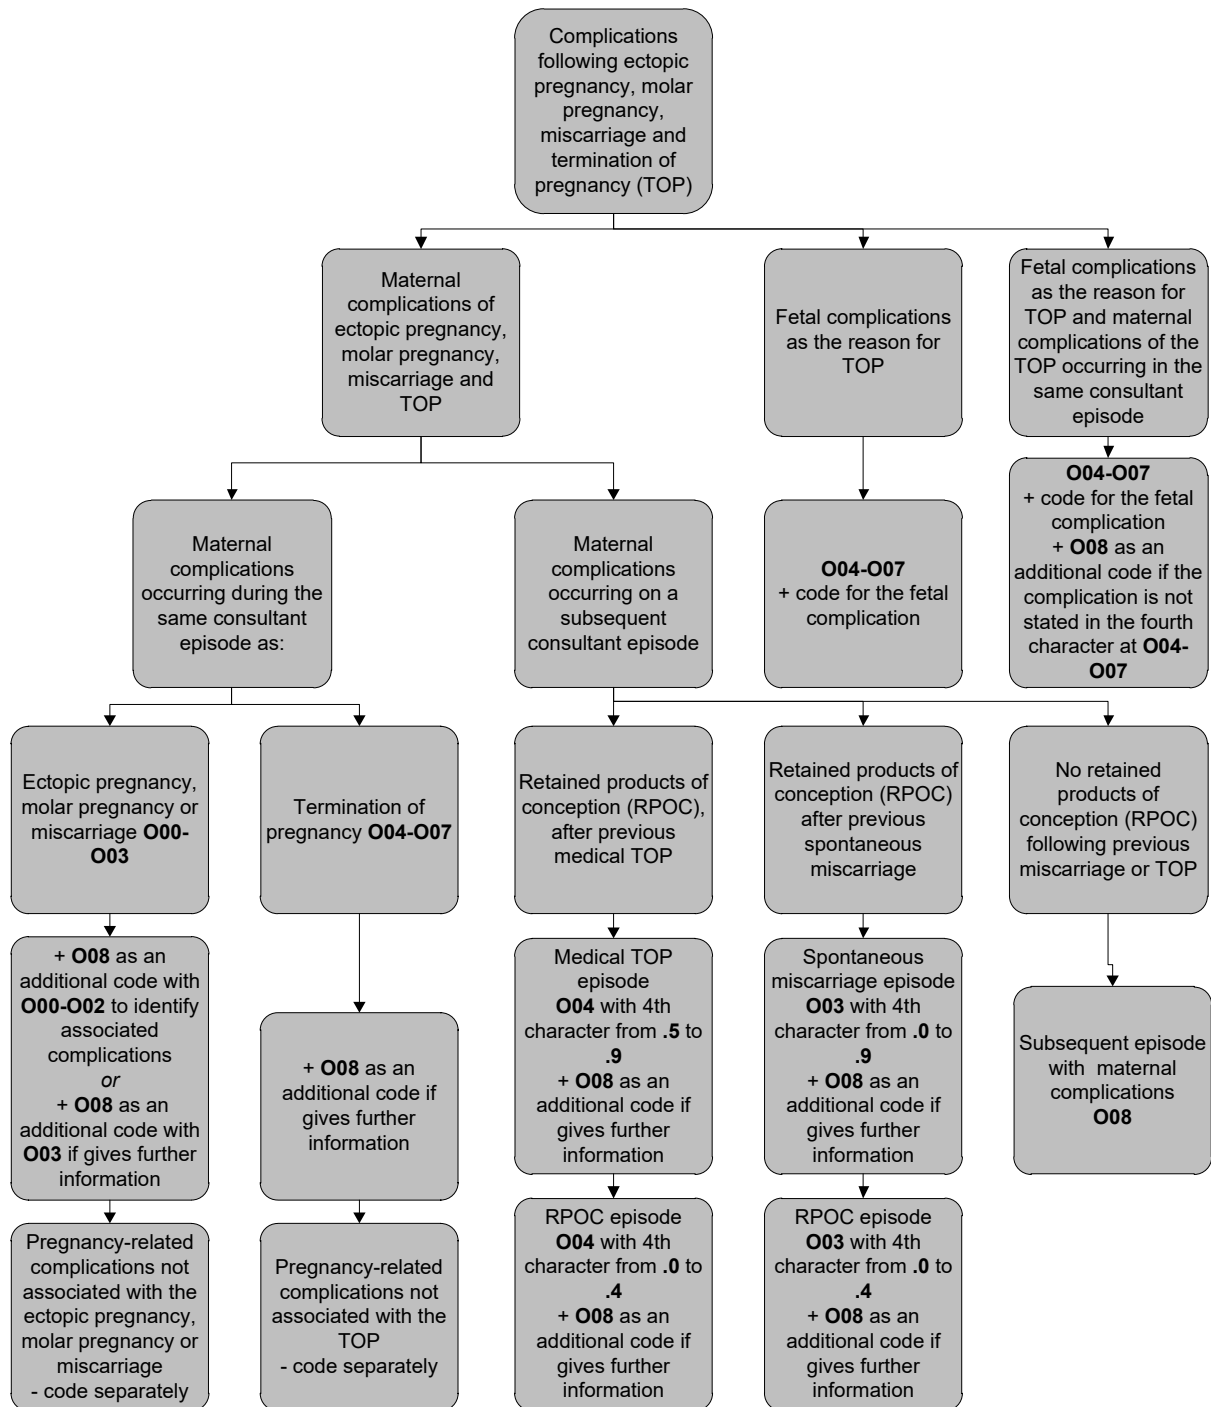 Complications
following ectopic
pregnancy, molar
pregnancy,
miscarriage and
termination of
pregnancy (TOP)
Maternal
complications of
ectopic pregnancy,
molar pregnancy,
miscarriage and
TOP
Fetal complications
as the reason for
TOP
Fetal complications
as the reason for
TOP and maternal
complications of the
TOP occurring in the
same consultant
episode
Maternal
complications
occurring during the
same consultant
episode as:
Maternal
complications
occurring on a
subsequent
consultant episode
O04-O07
+ code for the fetal
complication
O04-O07
+ code for the fetal
complication
+ O08 as an
additional code if the
complication is not
stated in the fourth
character at O04-
O07
Ectopic pregnancy,
molar pregnancy or
miscarriage O00-
O03
Termination of
pregnancy O04-O07
Retained products of
conception (RPOC),
after previous
medical TOP
Retained products of
conception (RPOC)
after previous
spontaneous
miscarriage
No retained
products of
conception (RPOC)
following previous
miscarriage or TOP
+ O08 as an
additional code with
O00-O02 to identify
associated
complications
or
+ O08 as an
additional code with
O03 if gives further
information
+ O08 as an
additional code if
gives further
information
Medical TOP
episode
O04 with 4th
character from .5 to
.9
+ O08 as an
additional code if
gives further
information
Spontaneous
miscarriage episode
O03 with 4th
character from .0 to
.9
+ O08 as an
additional code if
gives further
information
Subsequent episode
with maternal
complications
O08
Pregnancy-related
complications not
associated with the
ectopic pregnancy,
molar pregnancy or
miscarriage
- code separately
Pregnancy-related
complications not
associated with the
TOP
- code separately
RPOC episode
O04 with 4th
character from .0 to
.4
+ O08 as an
additional code if
gives further
information
RPOC episode
O03 with 4th
character from .0 to
.4
+ O08 as an
additional code if
gives further
information